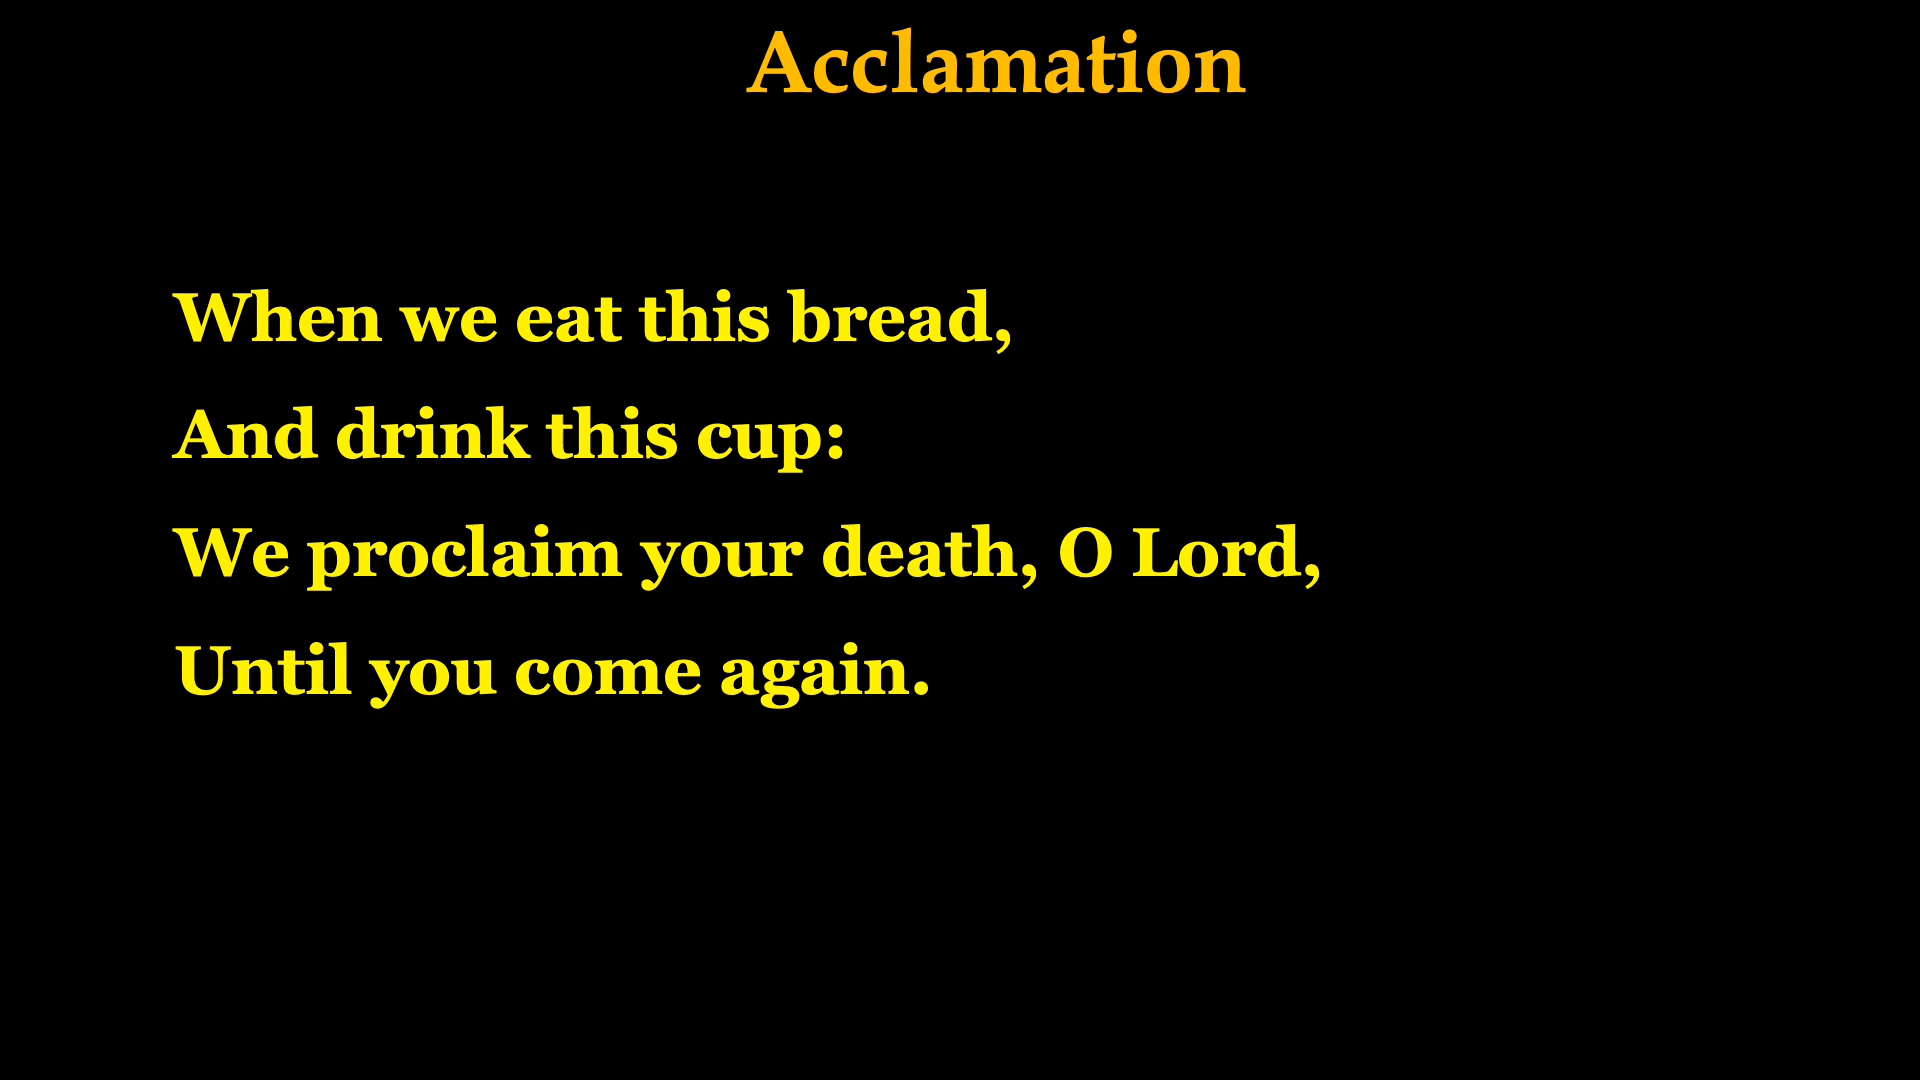 Acclamation
When we eat this bread,
And drink this cup:
We proclaim your death, O Lord,
Until you come again.